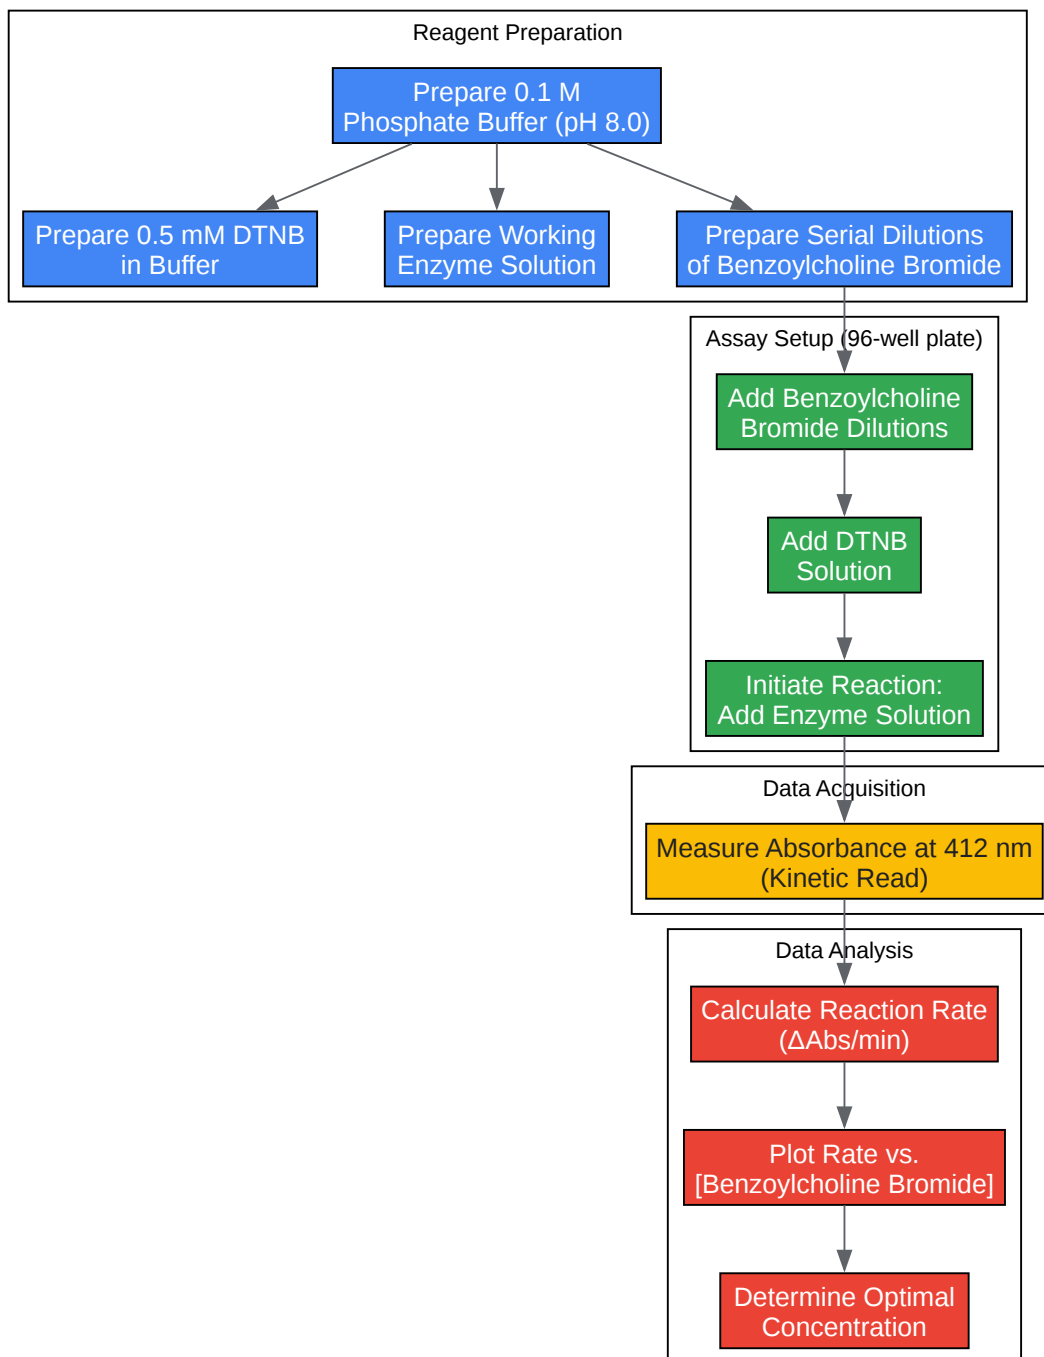 Reagent Preparation
Prepare 0.1 M
Phosphate Buffer (pH 8.0)
Prepare 0.5 mM DTNB
in Buffer
Prepare Working
Enzyme Solution
Prepare Serial Dilutions
of Benzoylcholine Bromide
Assay Setup (96-well plate)
Add Benzoylcholine
Bromide Dilutions
Add DTNB
Solution
Initiate Reaction:
Add Enzyme Solution
Data Acquisition
Measure Absorbance at 412 nm
(Kinetic Read)
Data Analysis
Calculate Reaction Rate
(ΔAbs/min)
Plot Rate vs.
[Benzoylcholine Bromide]
Determine Optimal
Concentration